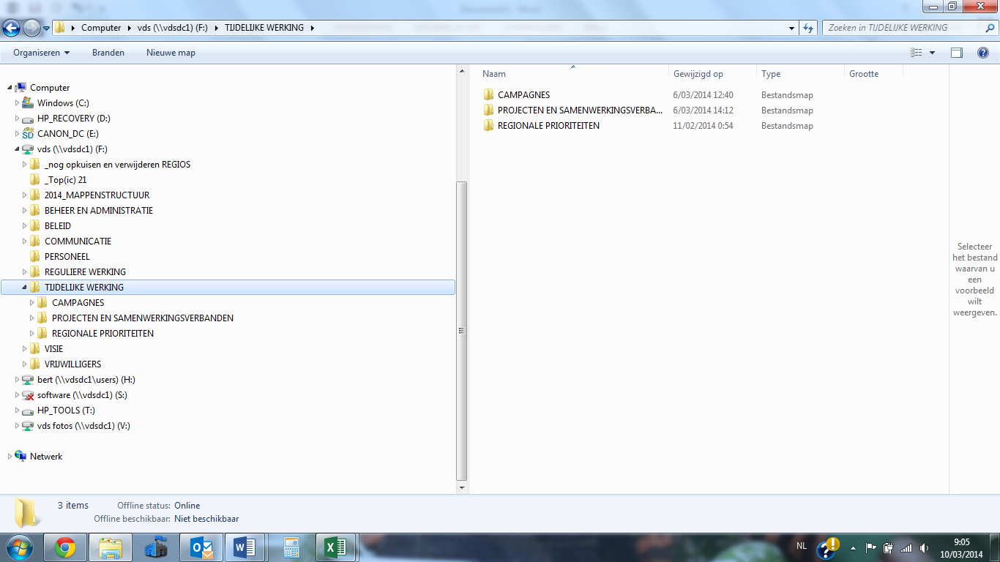 Computer vds (\\vdsdc1) (F:) TIJDELIJKE WERKING
Zoeken in TIJDELIJKE WERKING
Organiseren Branden Nieuwe map
Computer
Windows (C:)
HP_RECOVERY (D:)
CANON_DC (E:)
vds (\\vdsdc1) (F:)
_nog opkuisen en verwijderen REGIOS
_Top(ic) 21
2014_MAPPENSTRUCTUUR
BEHEER EN ADMINISTRATIE
BELEID
COMMUNICATIE
PERSONEEL
REGULIERE WERKING
TIJDELIJKE WERKING
CAMPAGNES
PROJECTEN EN SAMENWERKINGSVERBANDEN
REGIONALE PRIORITEITEN
VISIE
VRIJWILLIGERS
bert (\\vdsdc1\users) (H:)
software (\\vdsdc1) (S:)
HP_TOOLS (T:)
vds fotos (\\vdsdc1) (V:)
Netwerk
Naam Gewijzigd op Type Grootte
CAMPAGNES 6/03/2014 12:40 Bestandsmap
PROJECTEN EN SAMENWERKINGSVERBA... 6/03/2014 14:12 Bestandsmap
REGIONALE PRIORITEITEN 11/02/2014 0:54 Bestandsmap
Selecteer
het bestand
waarvan u
een
voorbeeld
wilt
weergeven.
3 items Offline status: Online
Offline beschikbaar: Niet beschikbaar
NL
9:05
10/03/2014